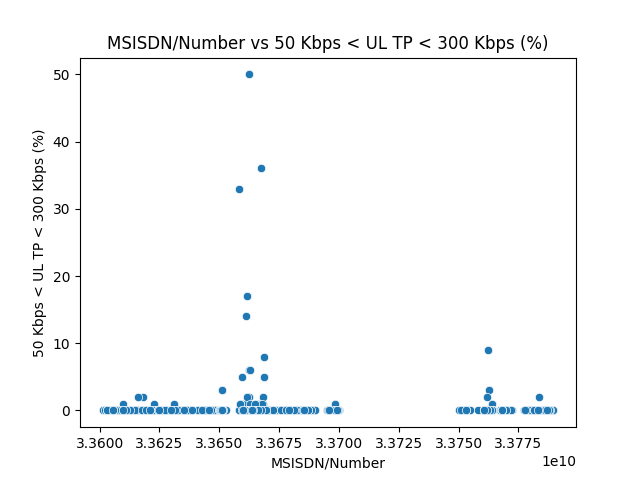 MSISDN/Number vs 50 Kbps < UL TP < 300 Kbps (%)
50 Kbps < UL TP < 300 Kbps (%)
50
40
30
20
10
0
3.3600 3.3625 3.3650 3.3675 3.3700 3.3725 3.3750 3.3775
1e10
MSISDN/Number